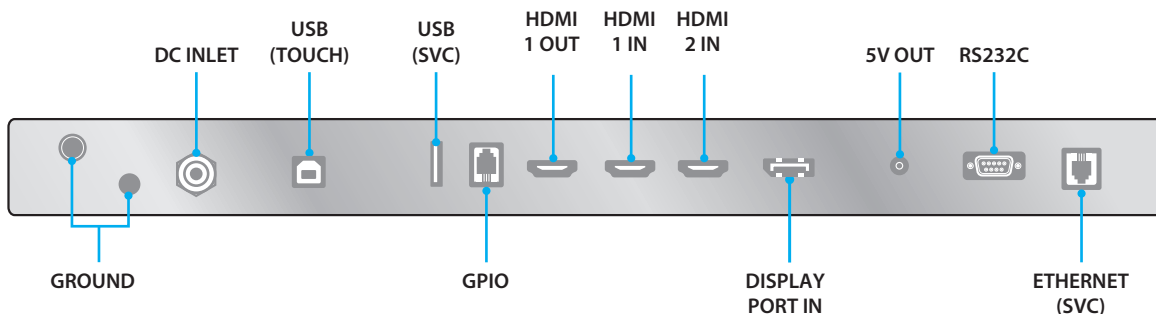 DC INLET
USB
(TOUCH)
USB
(SVC)
HDMI
1 OUT
HDMI
1 IN
HDMI
2 IN
5V OUT
RS232C
GROUND
GPIO
DISPLAY
PORT IN
ETHERNET
(SVC)